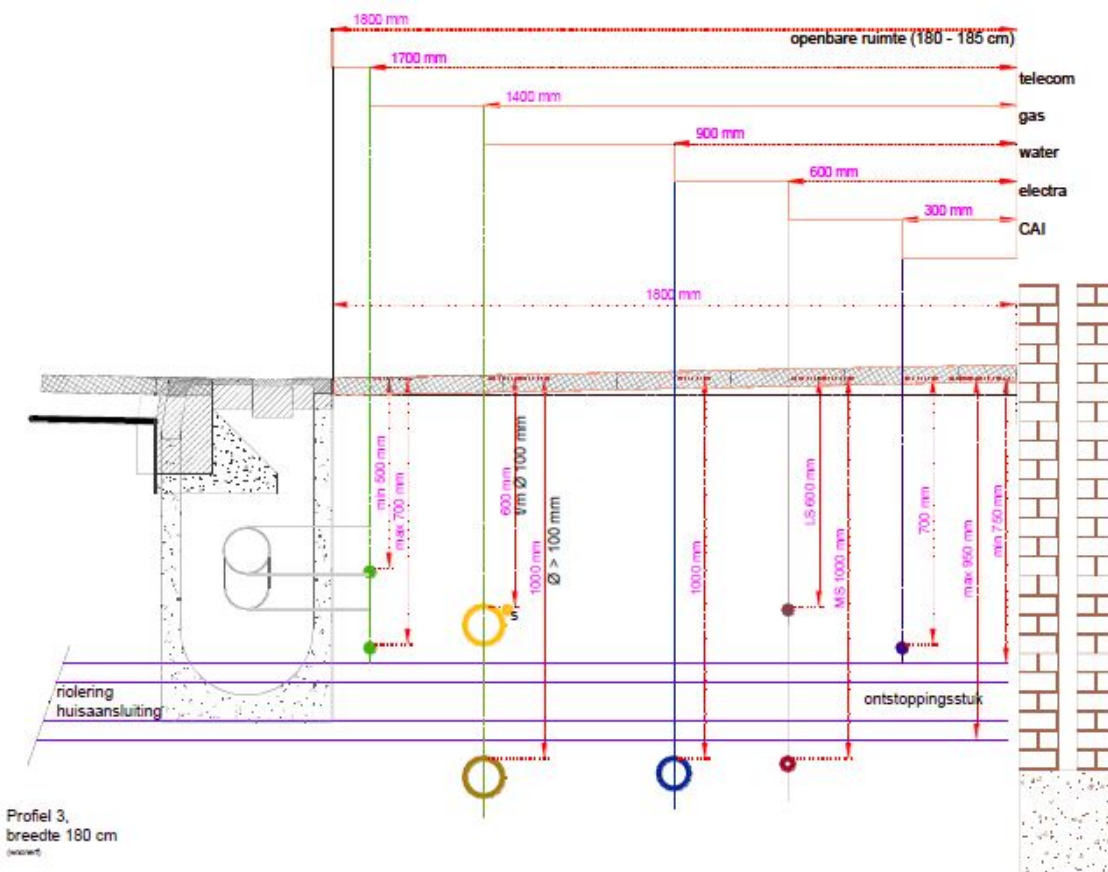 1800 mm
openbare ruimte (180 - 185 cm)
1700 mm
telecom
1400 mm
gas
900 mm
water
600 mm
electra
300 mm
CAI
1800 mm
min 500 mm
max 700 mm
600 mm
t/m Ø 100 mm
1000 mm
Ø > 100 mm
1000 mm
LS 600 mm
MS 1000 mm
700 mm
max 950 mm
min 750 mm
s
riolering
huisaansluiting
ontstoppingsstuk
Profiel 3,
breedte 180 cm